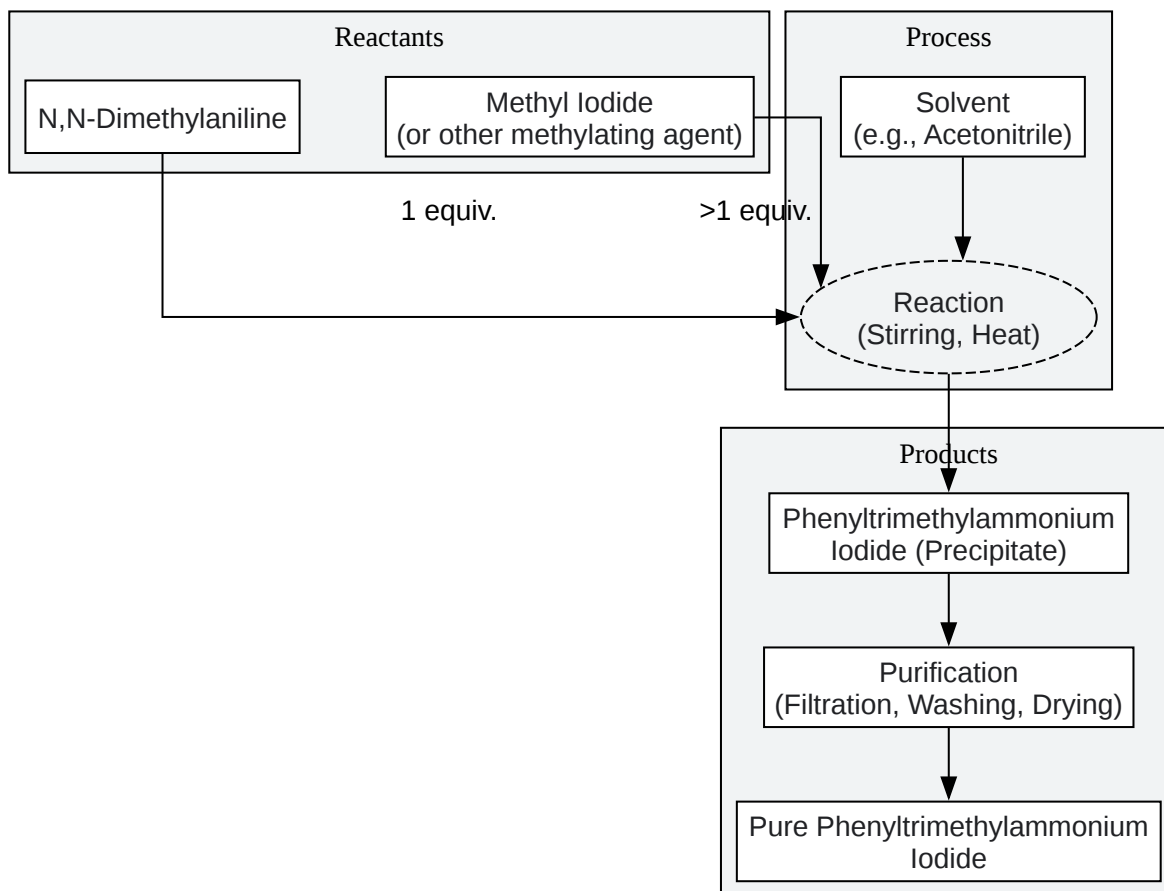 Reactants
Process
N,N-Dimethylaniline
Methyl Iodide
(or other methylating agent)
Solvent
(e.g., Acetonitrile)
1 equiv.
>1 equiv.
Reaction
(Stirring, Heat)
Products
Phenyltrimethylammonium
Iodide (Precipitate)
Purification
(Filtration, Washing, Drying)
Pure Phenyltrimethylammonium
Iodide